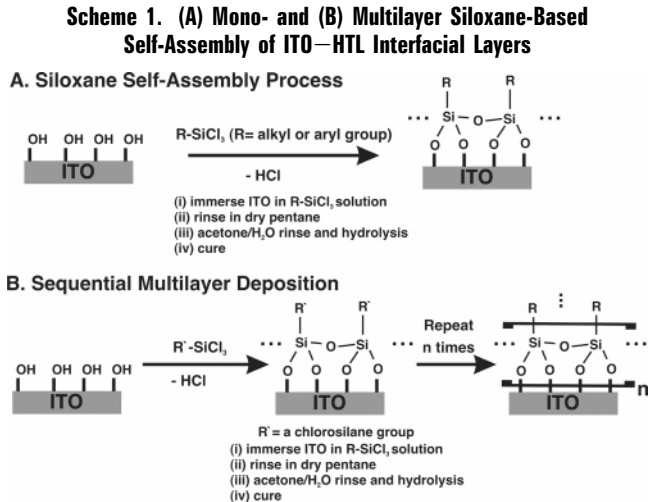 Scheme 1. (A) Mono- and (B) Multilayer Siloxane-Based
Self-Assembly of ITO−HTL Interfacial Layers
A. Siloxane Self-Assembly Process
OH OH OH OH
ITO
R-SiCl₃ (R= alkyl or aryl group)
- HCl
(i) immerse ITO in R-SiCl₃ solution
(ii) rinse in dry pentane
(iii) acetone/H₂O rinse and hydrolysis
(iv) cure
R R
... Si O Si ...
O O O O
ITO
B. Sequential Multilayer Deposition
OH OH OH OH
ITO
R`-SiCl₃
- HCl
R` R`
... Si O Si ...
O O O O
ITO
R`= a chlorosilane group
(i) immerse ITO in R-SiCl₃ solution
(ii) rinse in dry pentane
(iii) acetone/H₂O rinse and hydrolysis
(iv) cure
Repeat
n times
⋮
R R
... Si O Si ...
O O O O
n
ITO